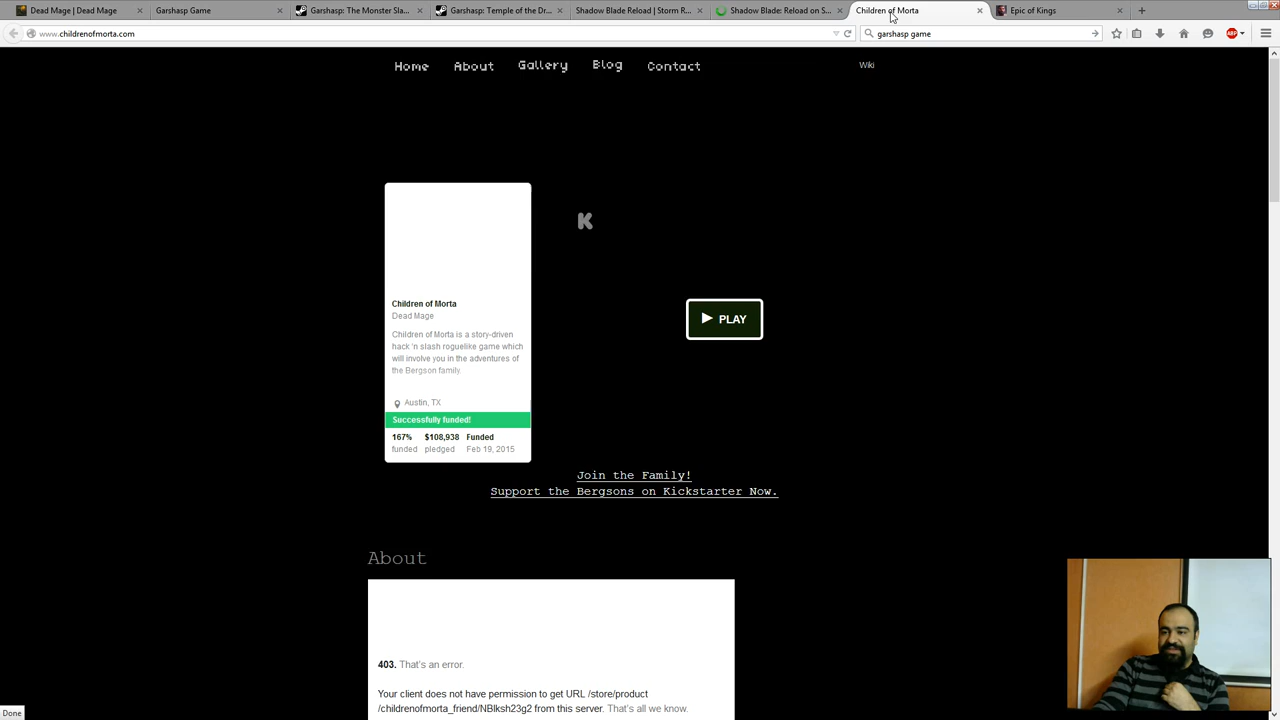 Dead Mage | Dead Mage
Garshasp Game
Garshasp: The Monster Sla...
Garshasp: Temple of the Dr...
Shadow Blade Reload | Storm R...
Shadow Blade: Reload on S...
Children of Morta
Epic of Kings
www.childrenofmorta.com
garshasp game
ABP
Home
About
Gallery
Blog
Contact
Wiki
K
Children of Morta
Dead Mage
Children of Morta is a story-driven
hack 'n slash roguelike game which
will involve you in the adventures of
the Bergson family.
Austin, TX
Successfully funded!
167% $108,938 Funded
funded pledged Feb 19, 2015
PLAY
Join the Family!
Support the Bergsons on Kickstarter Now.
About
403. That's an error.
Your client does not have permission to get URL /store/product
/childrenofmorta_friend/NBlksh23g2 from this server. That's all we know.
Done